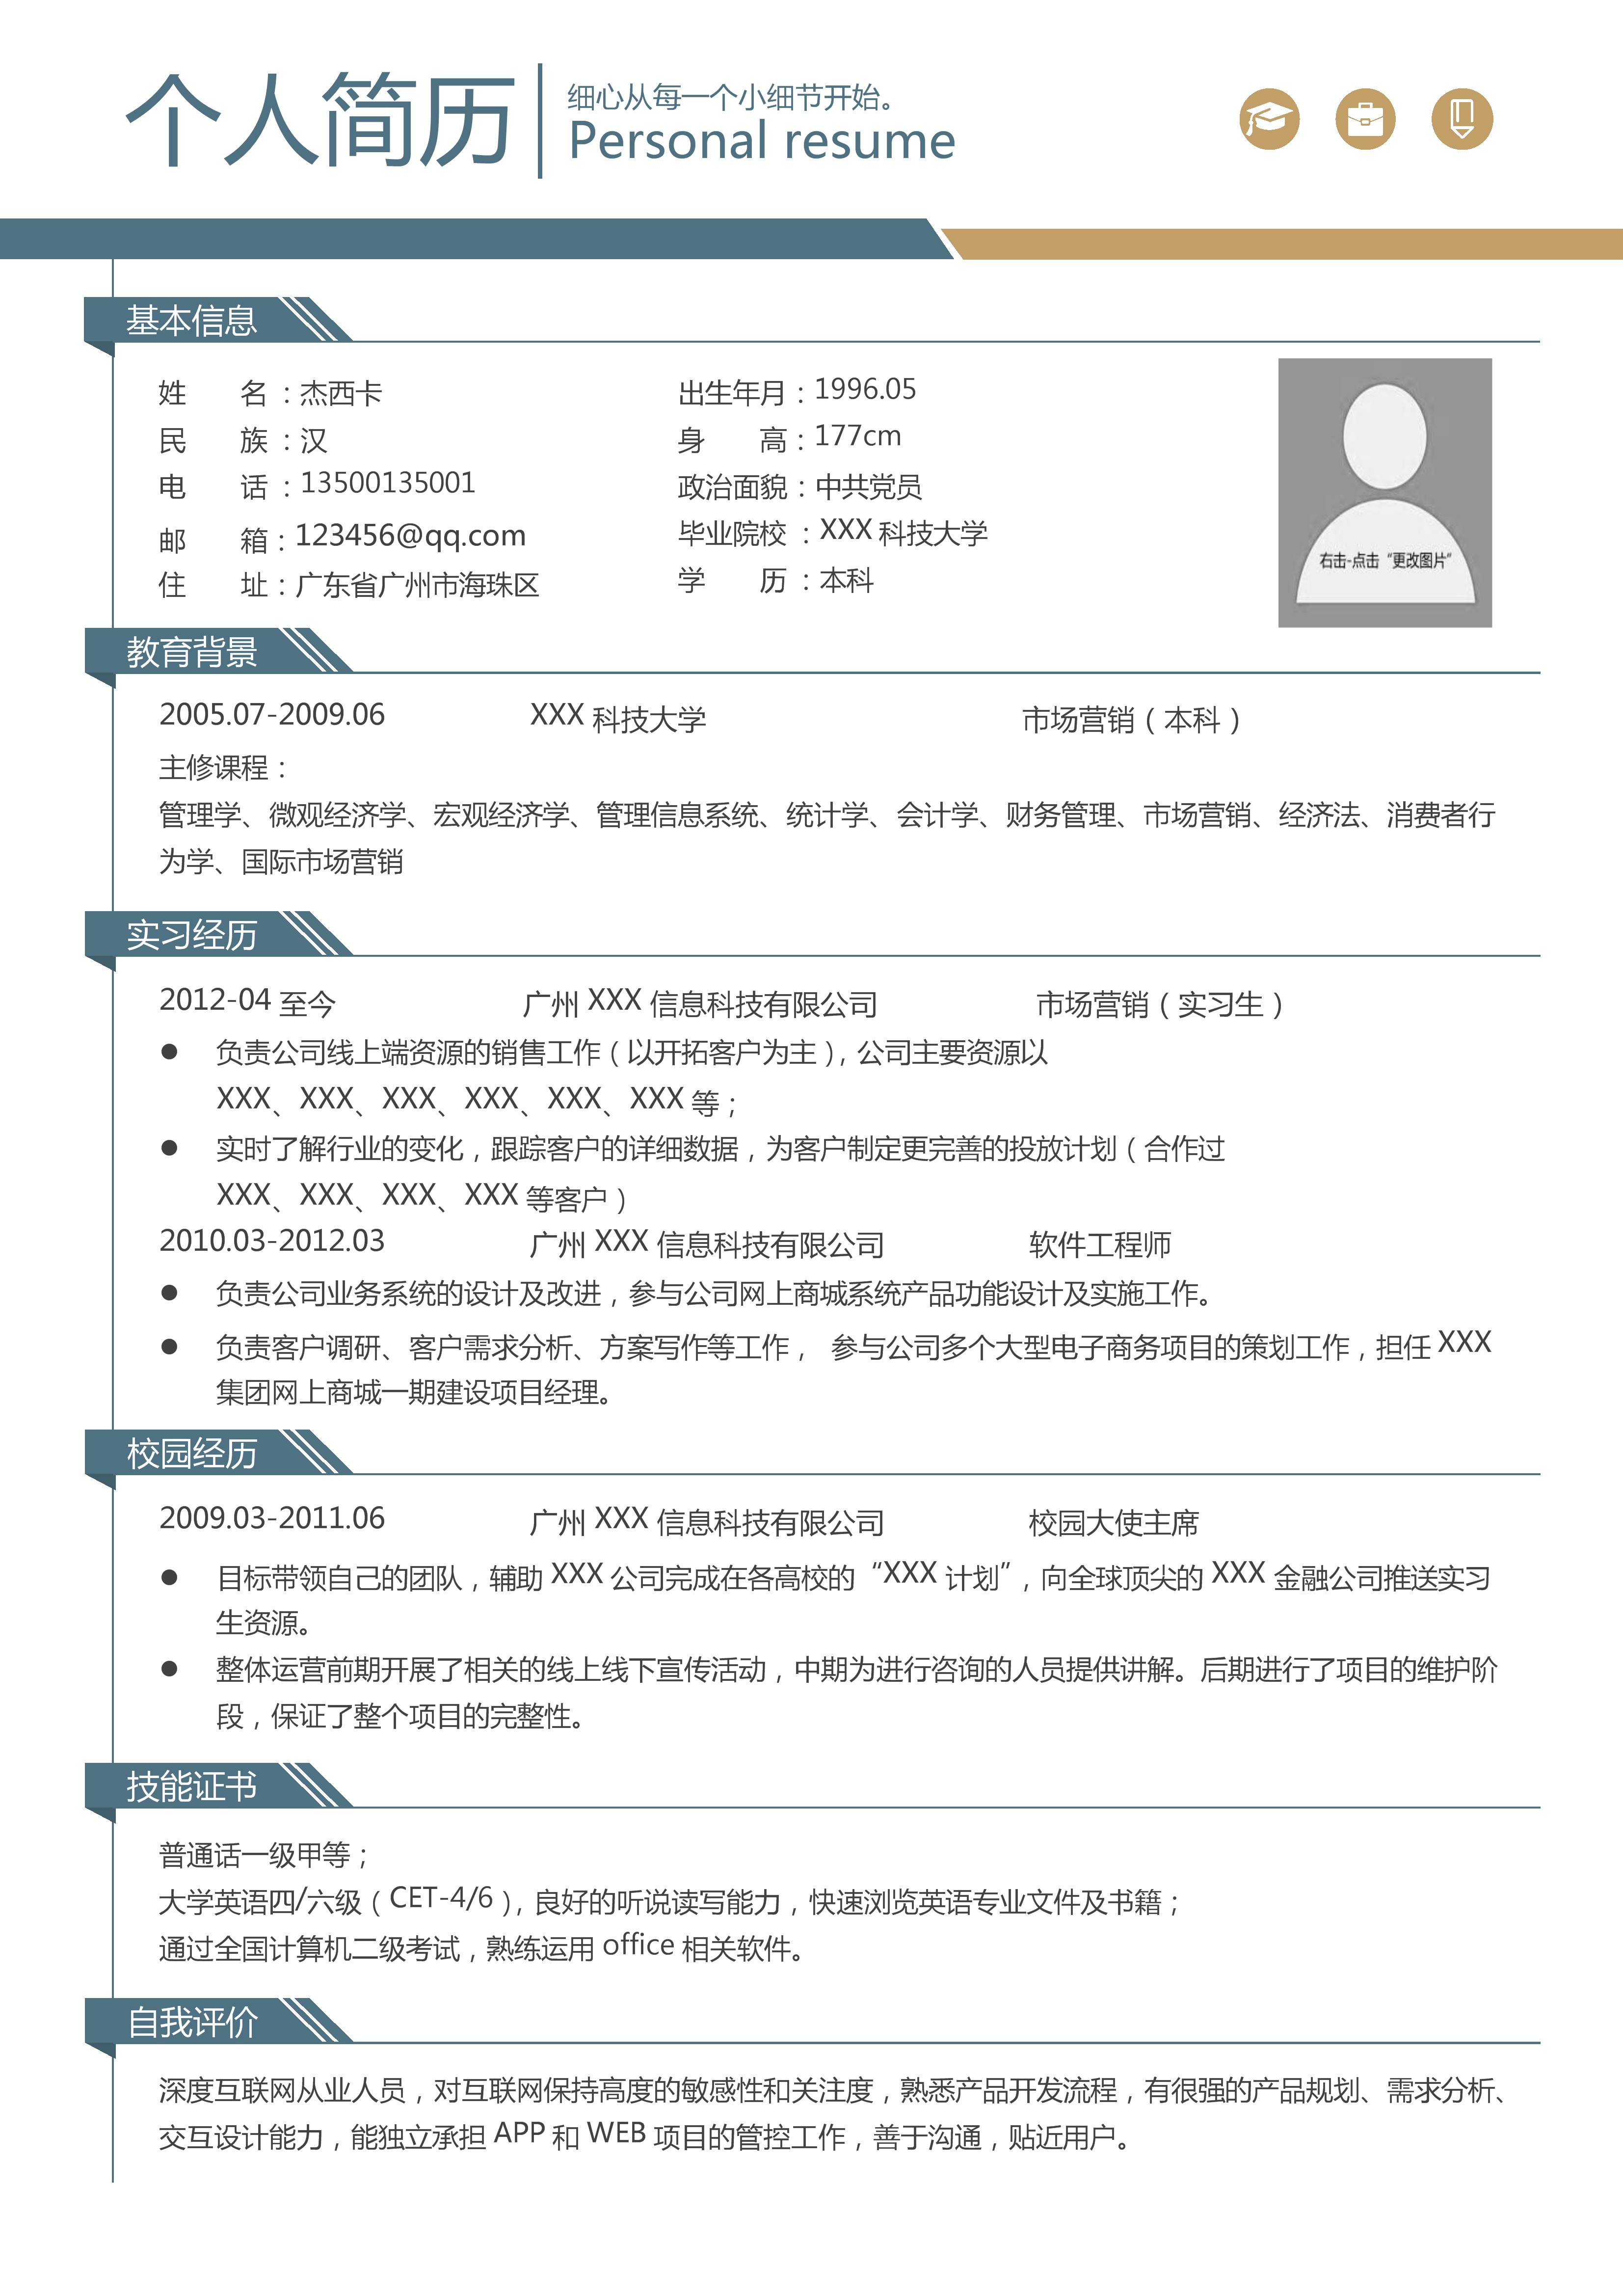 个人简历
细心从每一个小细节开始。
Personal resume
基本信息
姓 名：杰西卡 出生年月：1996.05
民 族：汉 身 高：177cm
电 话：13500135001 政治面貌：中共党员
邮 箱：123456@qq.com 毕业院校：XXX 科技大学
住 址：广东省广州市海珠区 学 历：本科
右击-点击“更改图片”
教育背景
2005.07-2009.06 XXX 科技大学 市场营销（本科）
主修课程：
管理学、微观经济学、宏观经济学、管理信息系统、统计学、会计学、财务管理、市场营销、经济法、消费者行
为学、国际市场营销
实习经历
2012-04 至今 广州 XXX 信息科技有限公司 市场营销（实习生）
● 负责公司线上端资源的销售工作（以开拓客户为主），公司主要资源以
XXX、XXX、XXX、XXX、XXX、XXX 等；
● 实时了解行业的变化，跟踪客户的详细数据，为客户制定更完善的投放计划（合作过
XXX、XXX、XXX、XXX 等客户）
2010.03-2012.03 广州 XXX 信息科技有限公司 软件工程师
● 负责公司业务系统的设计及改进，参与公司网上商城系统产品功能设计及实施工作。
● 负责客户调研、客户需求分析、方案写作等工作， 参与公司多个大型电子商务项目的策划工作，担任 XXX
集团网上商城一期建设项目经理。
校园经历
2009.03-2011.06 广州 XXX 信息科技有限公司 校园大使主席
● 目标带领自己的团队，辅助 XXX 公司完成在各高校的“XXX 计划”，向全球顶尖的 XXX 金融公司推送实习
生资源。
● 整体运营前期开展了相关的线上线下宣传活动，中期为进行咨询的人员提供讲解。后期进行了项目的维护阶
段，保证了整个项目的完整性。
技能证书
普通话一级甲等；
大学英语四/六级（CET-4/6），良好的听说读写能力，快速浏览英语专业文件及书籍；
通过全国计算机二级考试，熟练运用 office 相关软件。
自我评价
深度互联网从业人员，对互联网保持高度的敏感性和关注度，熟悉产品开发流程，有很强的产品规划、需求分析、
交互设计能力，能独立承担 APP 和 WEB 项目的管控工作，善于沟通，贴近用户。